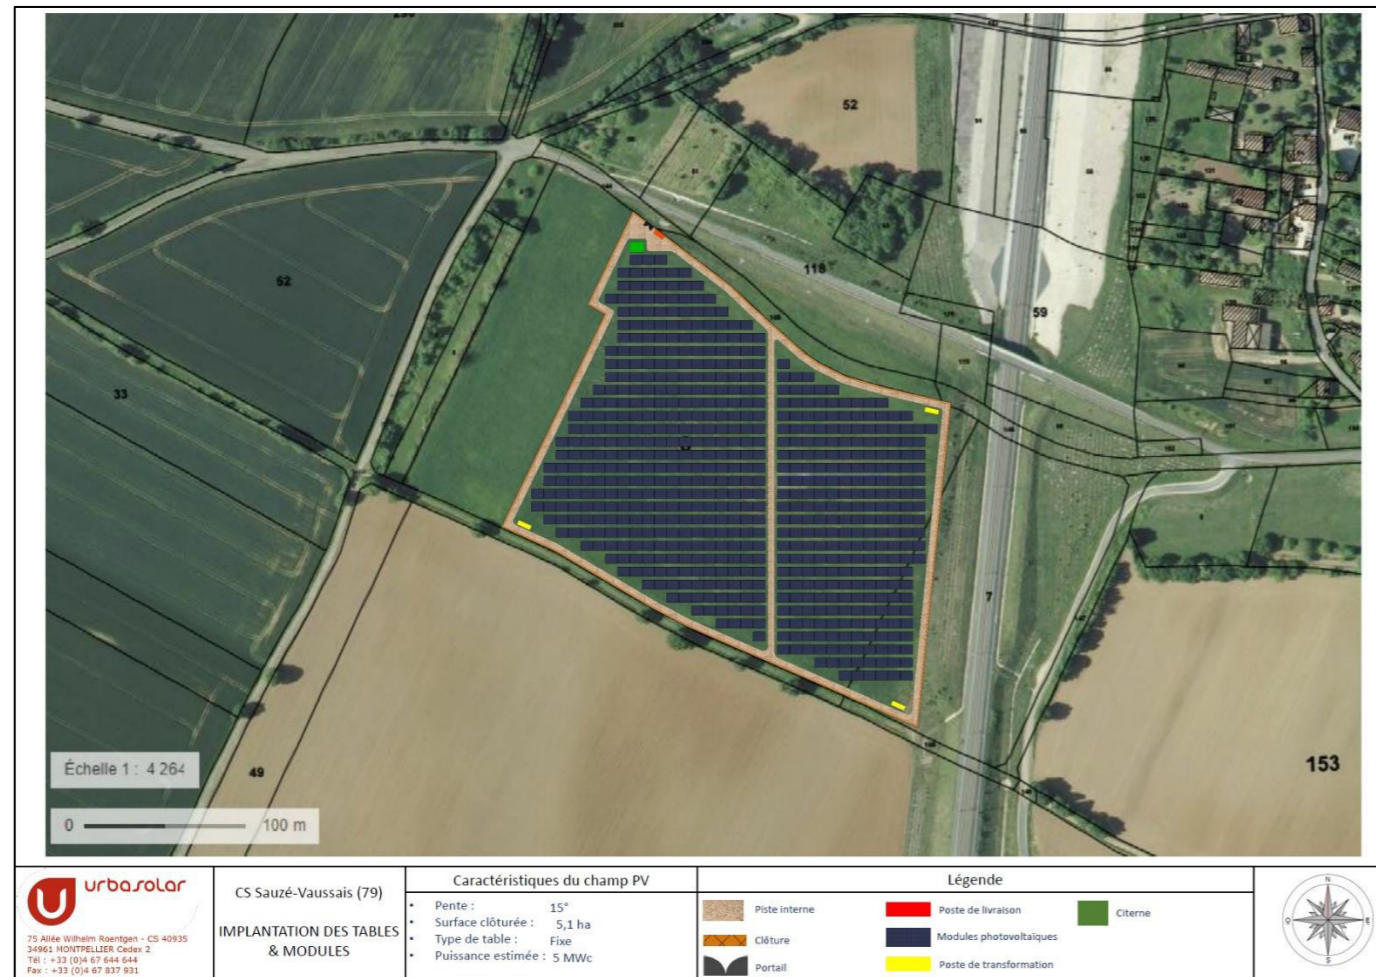 52
52
118
59
33
7
153
49
Échelle 1 : 4 264
0
100 m
urbasolar
75 Allée Wilhelm Roentgen - CS 40935
34961 MONTPELLIER Cedex 2
Tél : +33 (0)4 67 644 644
Fax : +33 (0)4 67 837 931
CS Sauzé-Vaussais (79)
IMPLANTATION DES TABLES
& MODULES
Caractéristiques du champ PV
• Pente : 15°
• Surface clôturée : 5,1 ha
• Type de table : Fixe
• Puissance estimée : 5 MWc
Légende
Piste interne
Clôture
Portail
Poste de livraison
Modules photovoltaïques
Poste de transformation
Citerne
N
O
E
S